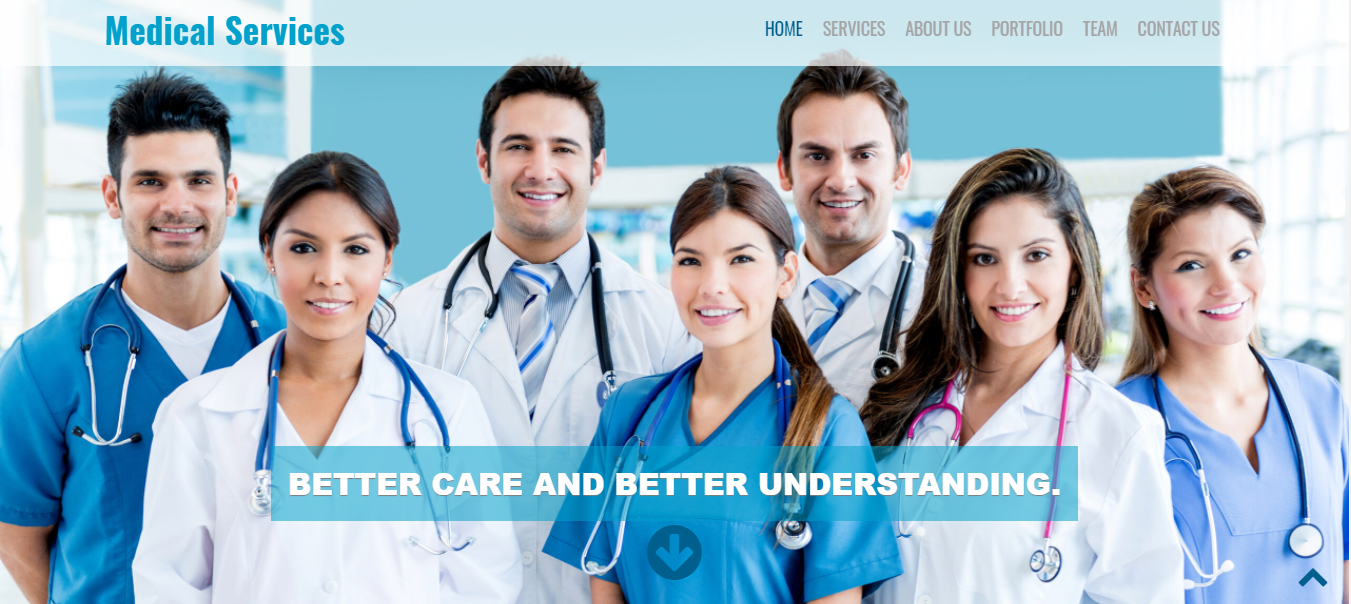 Medical Services
HOME SERVICES ABOUT US PORTFOLIO TEAM CONTACT US
BETTER CARE AND BETTER UNDERSTANDING.